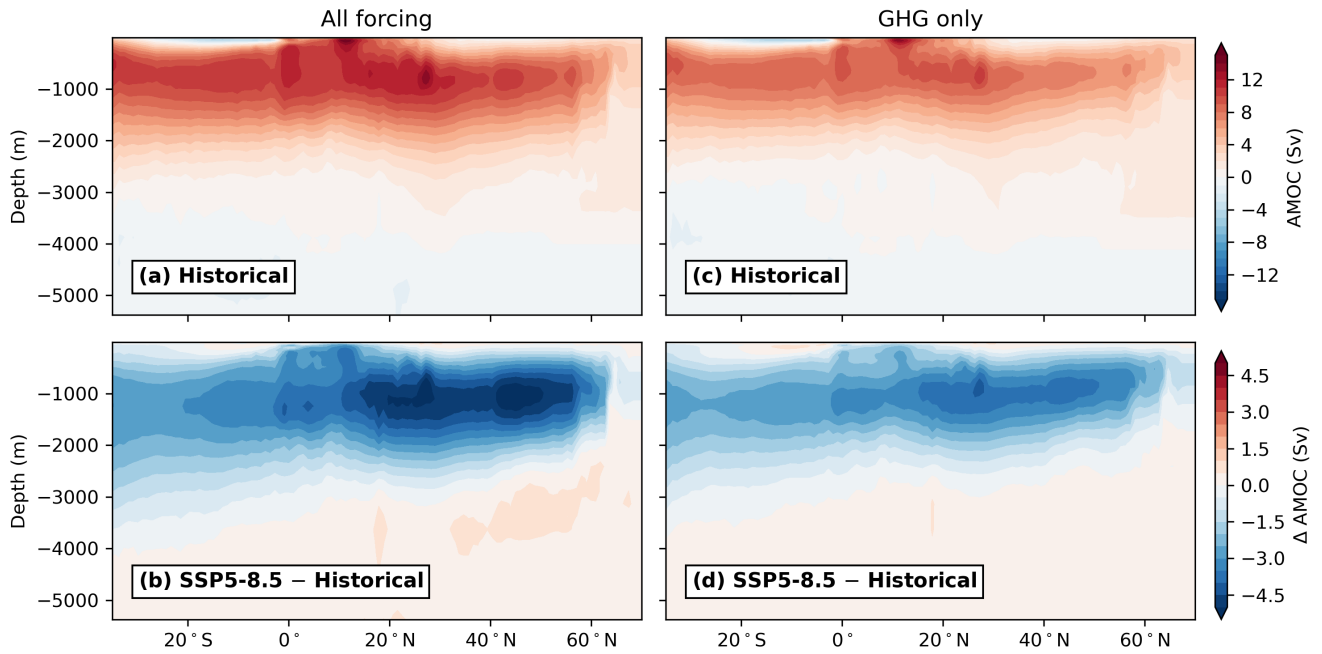 All forcing
GHG only
−1000
−2000
−3000
−4000
−5000
Depth (m)
(a) Historical
(c) Historical
12
8
4
0
−4
−8
−12
AMOC (Sv)
−1000
−2000
−3000
−4000
−5000
Depth (m)
(b) SSP5-8.5 − Historical
(d) SSP5-8.5 − Historical
4.5
3.0
1.5
0.0
−1.5
−3.0
−4.5
Δ AMOC (Sv)
20°S 0° 20°N 40°N 60°N
20°S 0° 20°N 40°N 60°N